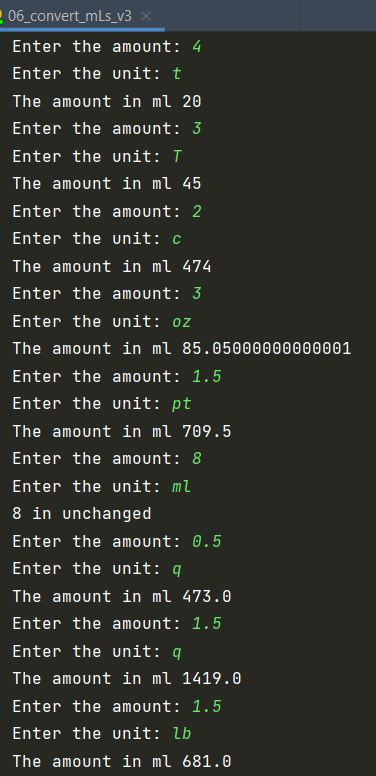 06_convert_mLs_v3
Enter the amount: 4
Enter the unit: t
The amount in ml 20
Enter the amount: 3
Enter the unit: T
The amount in ml 45
Enter the amount: 2
Enter the unit: c
The amount in ml 474
Enter the amount: 3
Enter the unit: oz
The amount in ml 85.05000000000001
Enter the amount: 1.5
Enter the unit: pt
The amount in ml 709.5
Enter the amount: 8
Enter the unit: ml
8 in unchanged
Enter the amount: 0.5
Enter the unit: q
The amount in ml 473.0
Enter the amount: 1.5
Enter the unit: q
The amount in ml 1419.0
Enter the amount: 1.5
Enter the unit: lb
The amount in ml 681.0